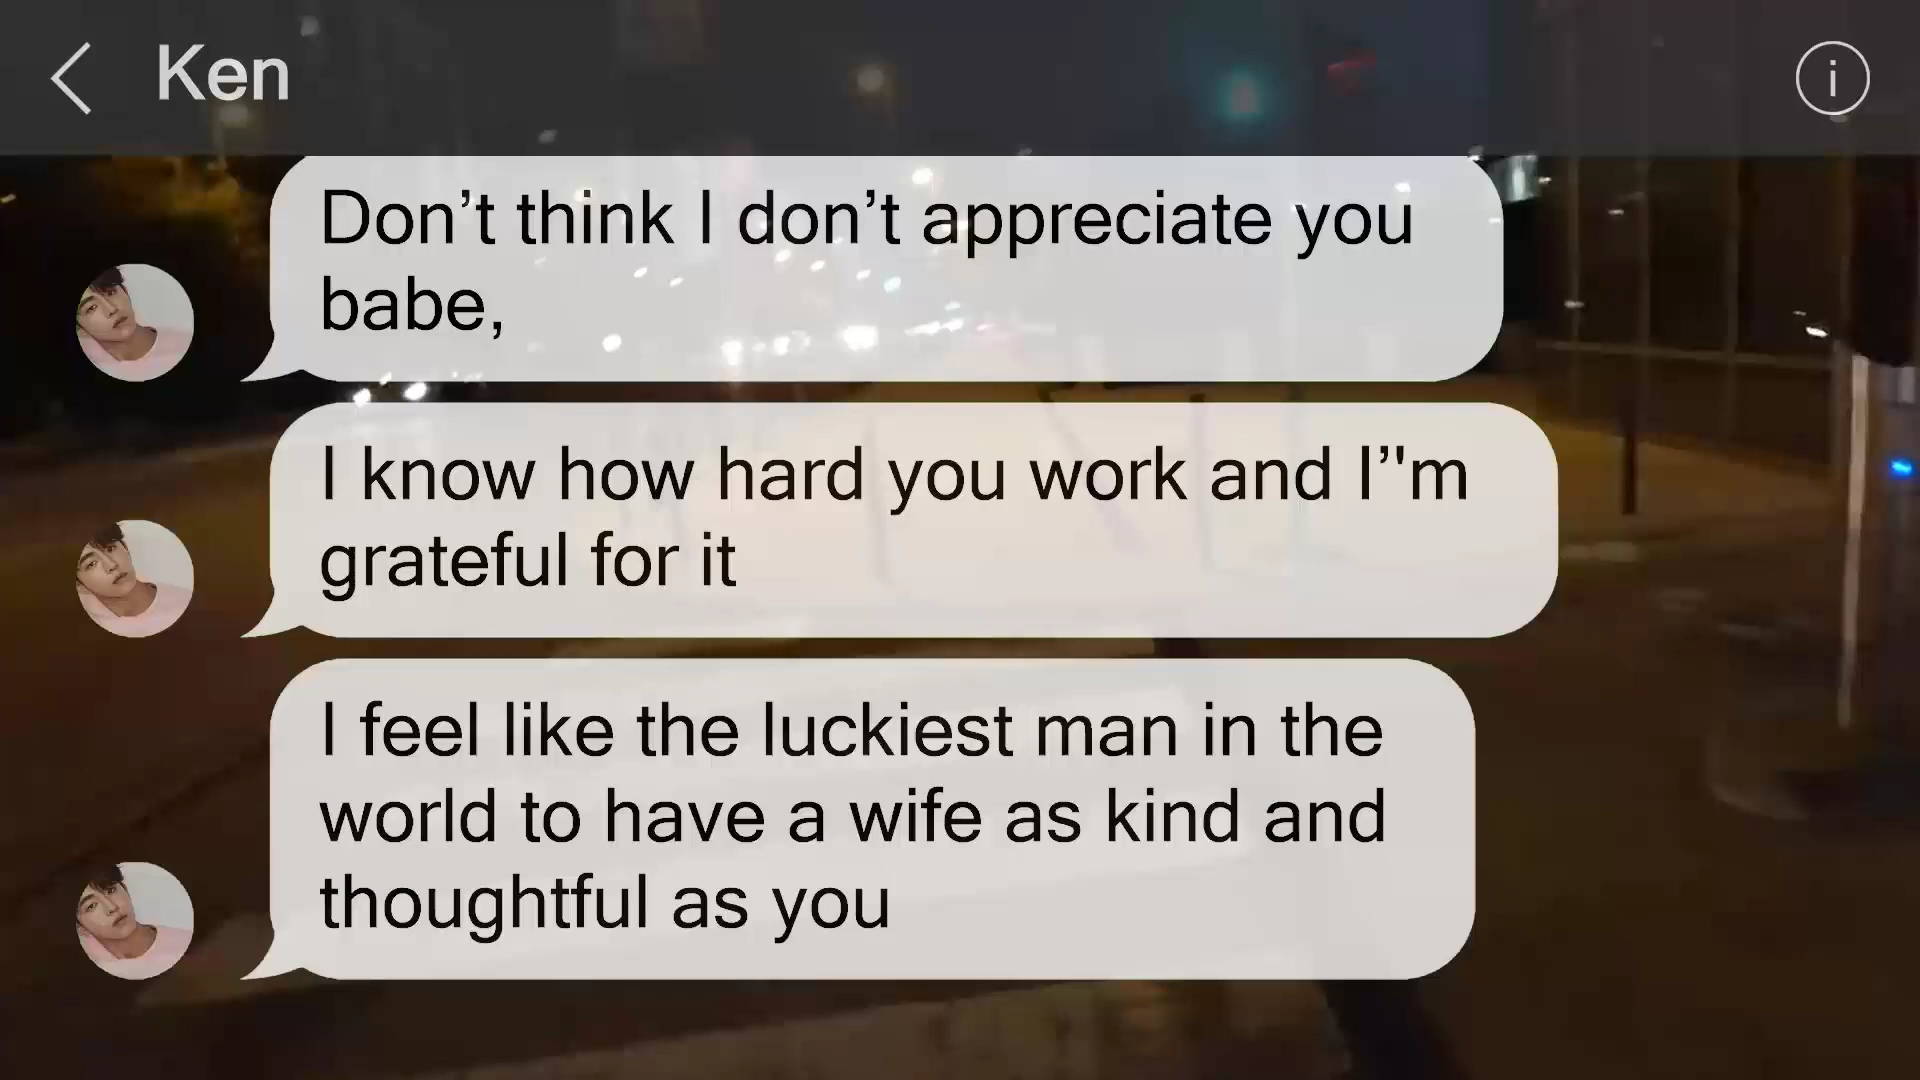 Ken
Don’t think I don’t appreciate you
babe,
I know how hard you work and I’"m
grateful for it
I feel like the luckiest man in the
world to have a wife as kind and
thoughtful as you